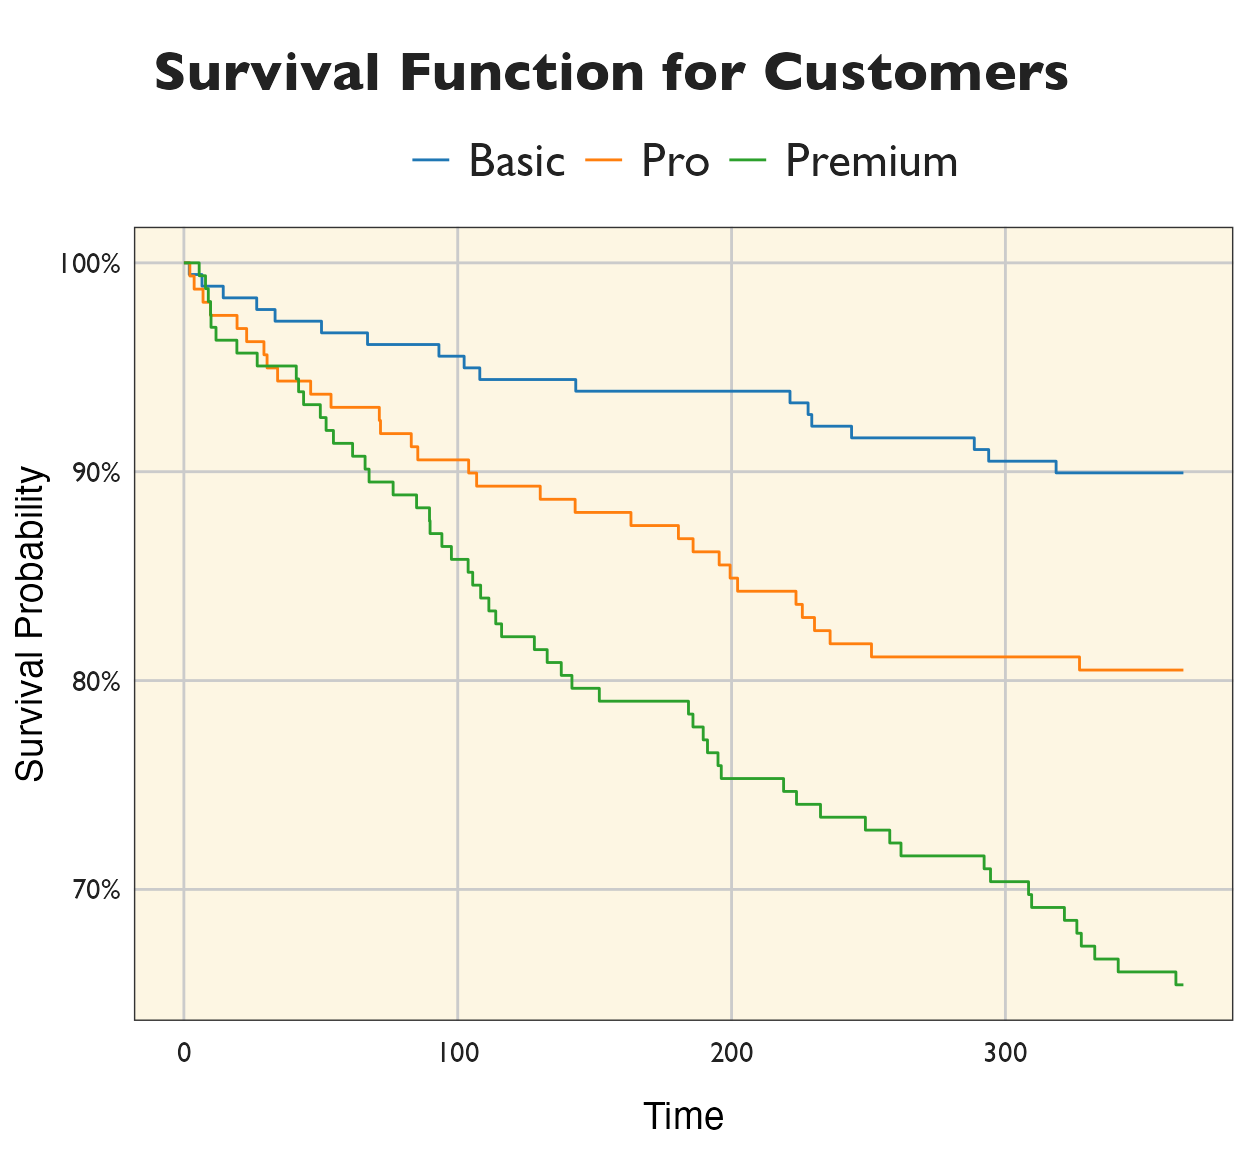 Survival Function for Customers
Basic Pro Premium
100%
90%
80%
70%
Survival Probability
0 100 200 300
Time